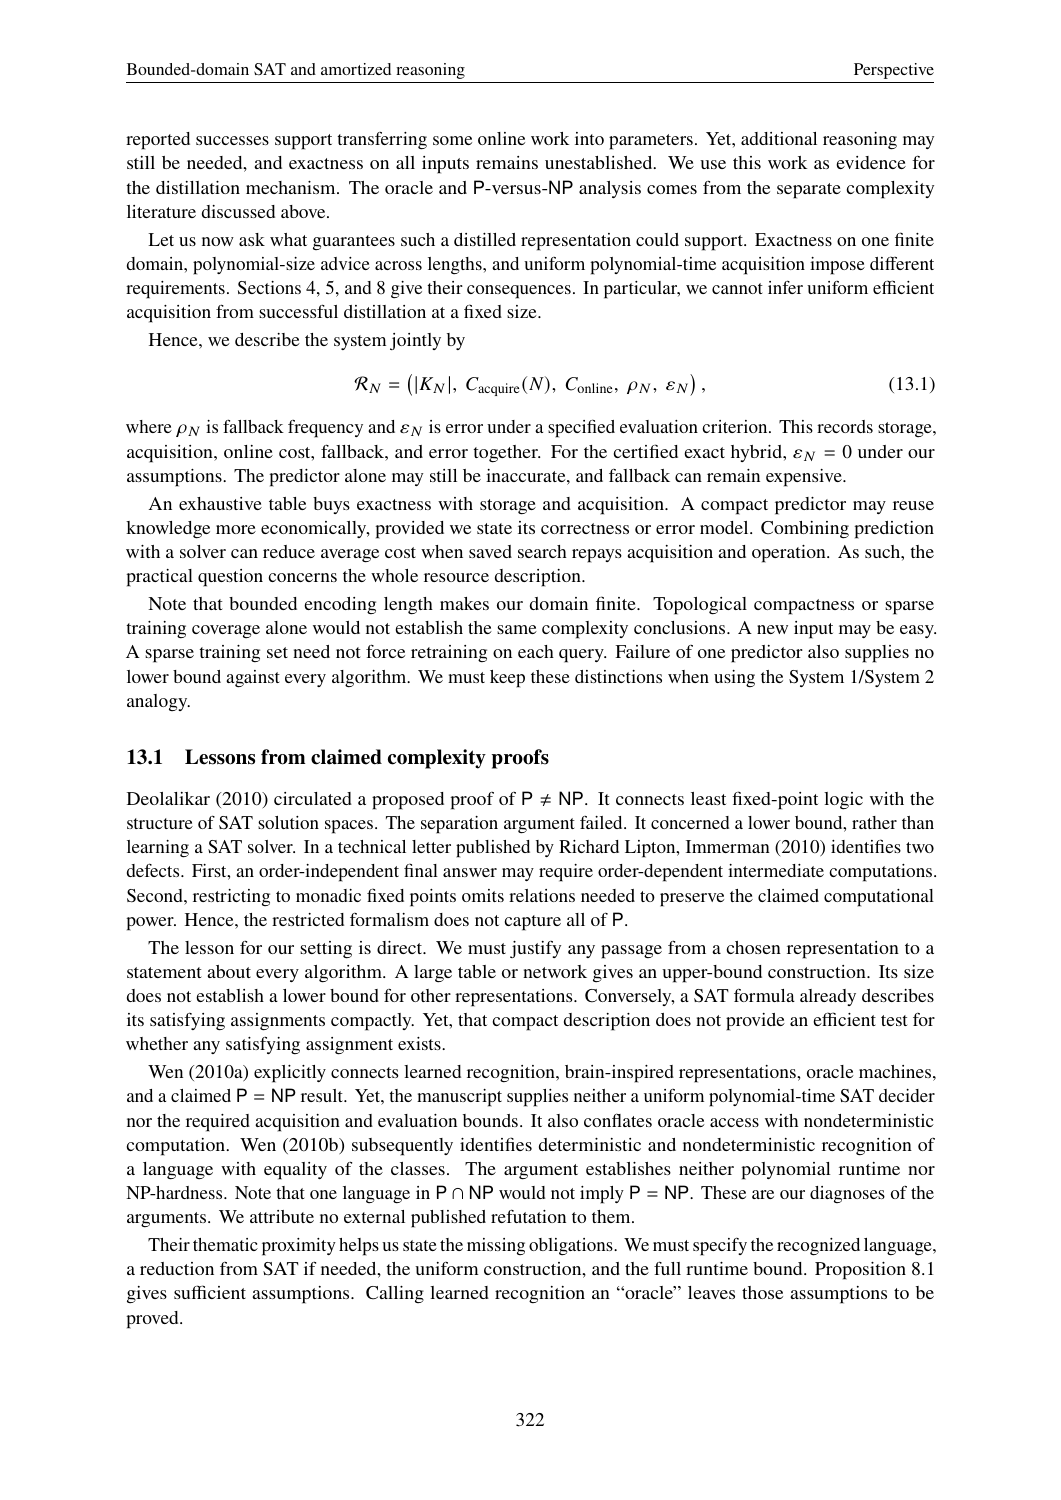 Bounded-domain SAT and amortized reasoning Perspective
reported successes support transferring some online work into parameters. Yet, additional reasoning may
still be needed, and exactness on all inputs remains unestablished. We use this work as evidence for
the distillation mechanism. The oracle and P-versus-NP analysis comes from the separate complexity
literature discussed above.
Let us now ask what guarantees such a distilled representation could support. Exactness on one finite
domain, polynomial-size advice across lengths, and uniform polynomial-time acquisition impose different
requirements. Sections 4, 5, and 8 give their consequences. In particular, we cannot infer uniform efficient
acquisition from successful distillation at a fixed size.
Hence, we describe the system jointly by
ℛ_N = (|K_N|, C_acquire(N), C_online, ρ_N, ε_N), (13.1)
where ρ_N is fallback frequency and ε_N is error under a specified evaluation criterion. This records storage,
acquisition, online cost, fallback, and error together. For the certified exact hybrid, ε_N = 0 under our
assumptions. The predictor alone may still be inaccurate, and fallback can remain expensive.
An exhaustive table buys exactness with storage and acquisition. A compact predictor may reuse
knowledge more economically, provided we state its correctness or error model. Combining prediction
with a solver can reduce average cost when saved search repays acquisition and operation. As such, the
practical question concerns the whole resource description.
Note that bounded encoding length makes our domain finite. Topological compactness or sparse
training coverage alone would not establish the same complexity conclusions. A new input may be easy.
A sparse training set need not force retraining on each query. Failure of one predictor also supplies no
lower bound against every algorithm. We must keep these distinctions when using the System 1/System 2
analogy.
13.1 Lessons from claimed complexity proofs
Deolalikar (2010) circulated a proposed proof of P ≠ NP. It connects least fixed-point logic with the
structure of SAT solution spaces. The separation argument failed. It concerned a lower bound, rather than
learning a SAT solver. In a technical letter published by Richard Lipton, Immerman (2010) identifies two
defects. First, an order-independent final answer may require order-dependent intermediate computations.
Second, restricting to monadic fixed points omits relations needed to preserve the claimed computational
power. Hence, the restricted formalism does not capture all of P.
The lesson for our setting is direct. We must justify any passage from a chosen representation to a
statement about every algorithm. A large table or network gives an upper-bound construction. Its size
does not establish a lower bound for other representations. Conversely, a SAT formula already describes
its satisfying assignments compactly. Yet, that compact description does not provide an efficient test for
whether any satisfying assignment exists.
Wen (2010a) explicitly connects learned recognition, brain-inspired representations, oracle machines,
and a claimed P = NP result. Yet, the manuscript supplies neither a uniform polynomial-time SAT decider
nor the required acquisition and evaluation bounds. It also conflates oracle access with nondeterministic
computation. Wen (2010b) subsequently identifies deterministic and nondeterministic recognition of
a language with equality of the classes. The argument establishes neither polynomial runtime nor
NP-hardness. Note that one language in P ∩ NP would not imply P = NP. These are our diagnoses of the
arguments. We attribute no external published refutation to them.
Their thematic proximity helps us state the missing obligations. We must specify the recognized language,
a reduction from SAT if needed, the uniform construction, and the full runtime bound. Proposition 8.1
gives sufficient assumptions. Calling learned recognition an “oracle” leaves those assumptions to be
proved.
322